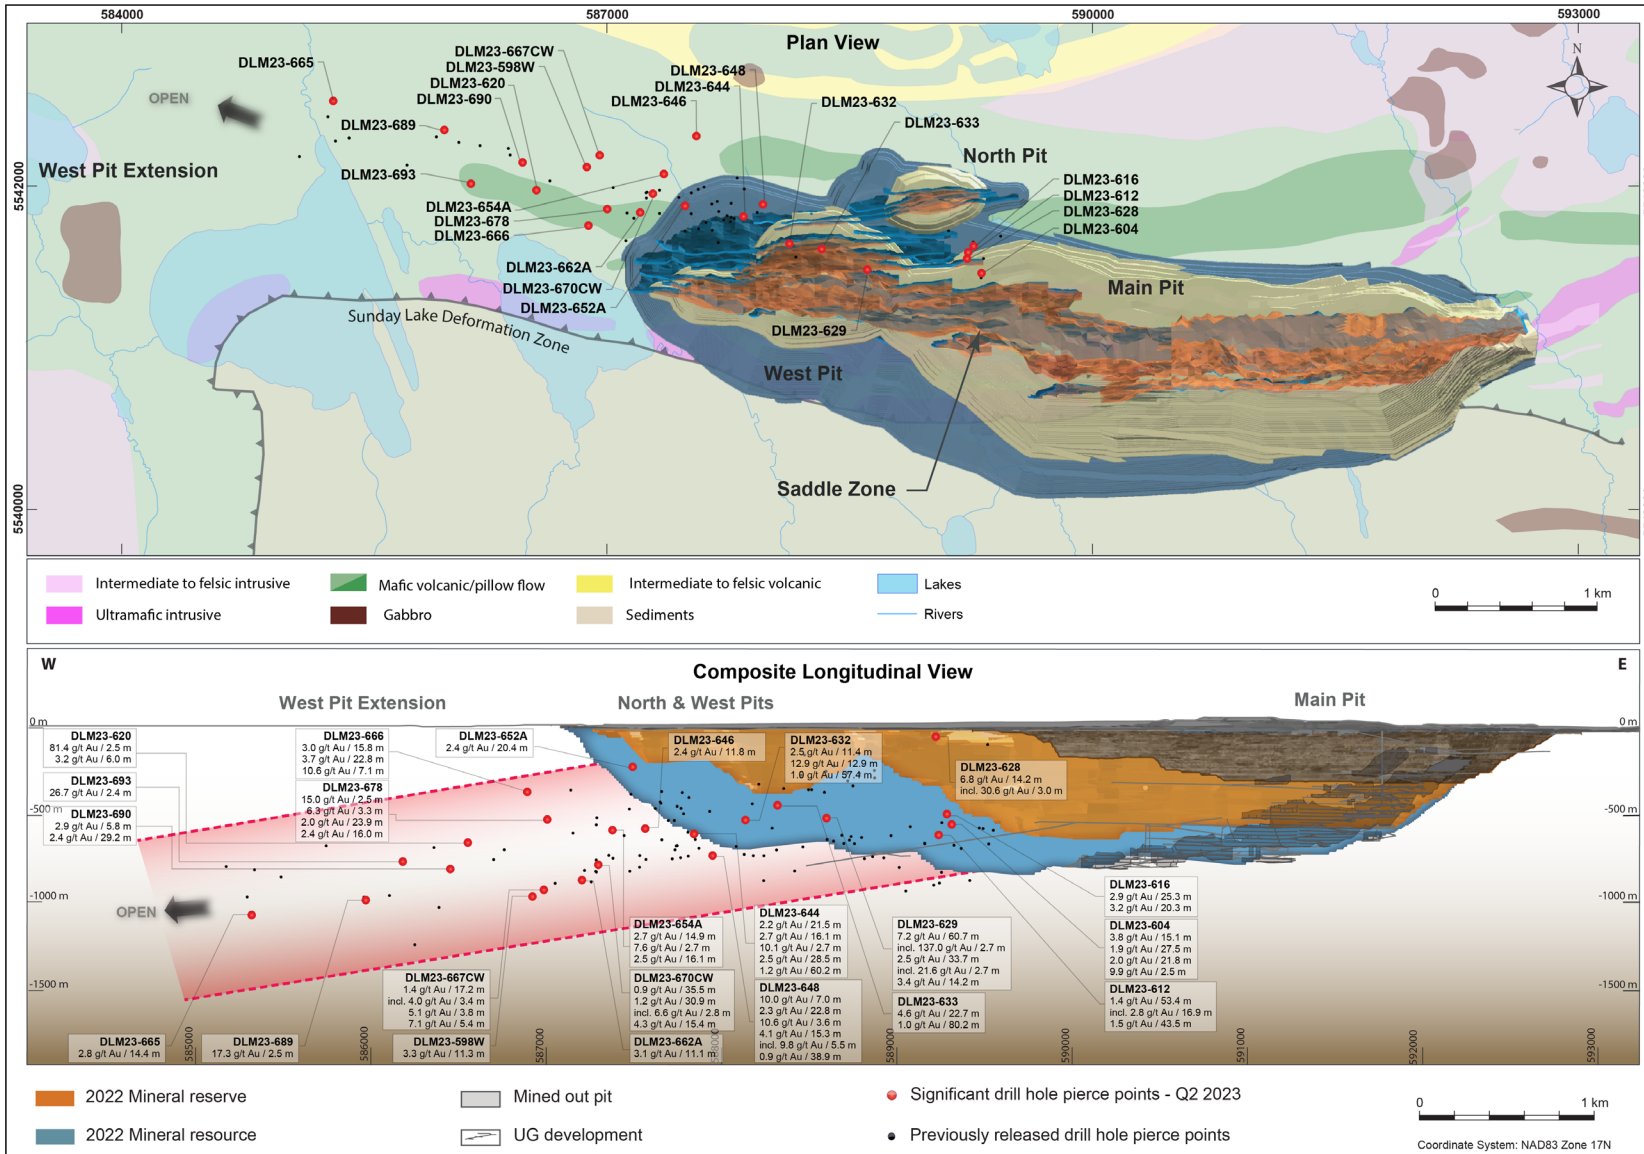 584000
587000
590000
593000
Plan View
N
DLM23-665
DLM23-667CW
DLM23-598W
DLM23-620
DLM23-690
DLM23-648
DLM23-644
DLM23-646
DLM23-632
DLM23-633
OPEN
DLM23-689
North Pit
West Pit Extension
DLM23-693
DLM23-616
DLM23-612
DLM23-628
DLM23-604
5542000
DLM23-654A
DLM23-678
DLM23-666
DLM23-662A
DLM23-670CW
DLM23-652A
Main Pit
Sunday Lake Deformation Zone
DLM23-629
West Pit
Saddle Zone
5540000
Intermediate to felsic intrusive
Mafic volcanic/pillow flow
Intermediate to felsic volcanic
Lakes
Ultramafic intrusive
Gabbro
Sediments
Rivers
0
1 km
W
Composite Longitudinal View
E
West Pit Extension
North & West Pits
Main Pit
0 m
0 m
DLM23-620
81.4 g/t Au / 2.5 m
3.2 g/t Au / 6.0 m
DLM23-693
26.7 g/t Au / 2.4 m
DLM23-690
2.9 g/t Au / 5.8 m
2.4 g/t Au / 29.2 m
DLM23-666
3.0 g/t Au / 15.8 m
3.7 g/t Au / 22.8 m
10.6 g/t Au / 7.1 m
DLM23-678
15.0 g/t Au / 2.5 m
6.3 g/t Au / 3.3 m
2.0 g/t Au / 23.9 m
2.4 g/t Au / 16.0 m
DLM23-652A
2.4 g/t Au / 20.4 m
DLM23-646
2.4 g/t Au / 11.8 m
DLM23-632
2.5 g/t Au / 11.4 m
12.9 g/t Au / 12.9 m
1.9 g/t Au / 57.4 m
DLM23-628
6.8 g/t Au / 14.2 m
incl. 30.6 g/t Au / 3.0 m
-500 m
-500 m
-1000 m
-1000 m
OPEN
-1500 m
-1500 m
DLM23-616
2.9 g/t Au / 25.3 m
3.2 g/t Au / 20.3 m
DLM23-604
3.8 g/t Au / 15.1 m
1.9 g/t Au / 27.5 m
2.0 g/t Au / 21.8 m
9.9 g/t Au / 2.5 m
DLM23-612
1.4 g/t Au / 53.4 m
incl. 2.8 g/t Au / 16.9 m
1.5 g/t Au / 43.5 m
DLM23-654A
2.7 g/t Au / 14.9 m
7.6 g/t Au / 2.7 m
2.5 g/t Au / 16.1 m
DLM23-670CW
0.9 g/t Au / 35.5 m
1.2 g/t Au / 30.9 m
incl. 6.6 g/t Au / 2.8 m
4.3 g/t Au / 15.4 m
DLM23-662A
3.1 g/t Au / 11.1 m
DLM23-644
2.2 g/t Au / 21.5 m
2.7 g/t Au / 16.1 m
10.1 g/t Au / 2.7 m
2.5 g/t Au / 28.5 m
1.2 g/t Au / 60.2 m
DLM23-648
10.0 g/t Au / 7.0 m
2.3 g/t Au / 22.8 m
10.6 g/t Au / 3.6 m
4.1 g/t Au / 15.3 m
incl. 9.8 g/t Au / 5.5 m
0.9 g/t Au / 38.9 m
DLM23-629
7.2 g/t Au / 60.7 m
incl. 137.0 g/t Au / 2.7 m
2.5 g/t Au / 33.7 m
incl. 21.6 g/t Au / 2.7 m
3.4 g/t Au / 14.2 m
DLM23-633
4.6 g/t Au / 22.7 m
1.0 g/t Au / 80.2 m
DLM23-667CW
1.4 g/t Au / 17.2 m
incl. 4.0 g/t Au / 3.4 m
5.1 g/t Au / 3.8 m
7.1 g/t Au / 5.4 m
DLM23-598W
3.3 g/t Au / 11.3 m
DLM23-665
2.8 g/t Au / 14.4 m
DLM23-689
17.3 g/t Au / 2.5 m
585000
586000
587000
589000
590000
591000
592000
593000
2022 Mineral reserve
Mined out pit
Significant drill hole pierce points - Q2 2023
2022 Mineral resource
UG development
Previously released drill hole pierce points
0
1 km
Coordinate System: NAD83 Zone 17N